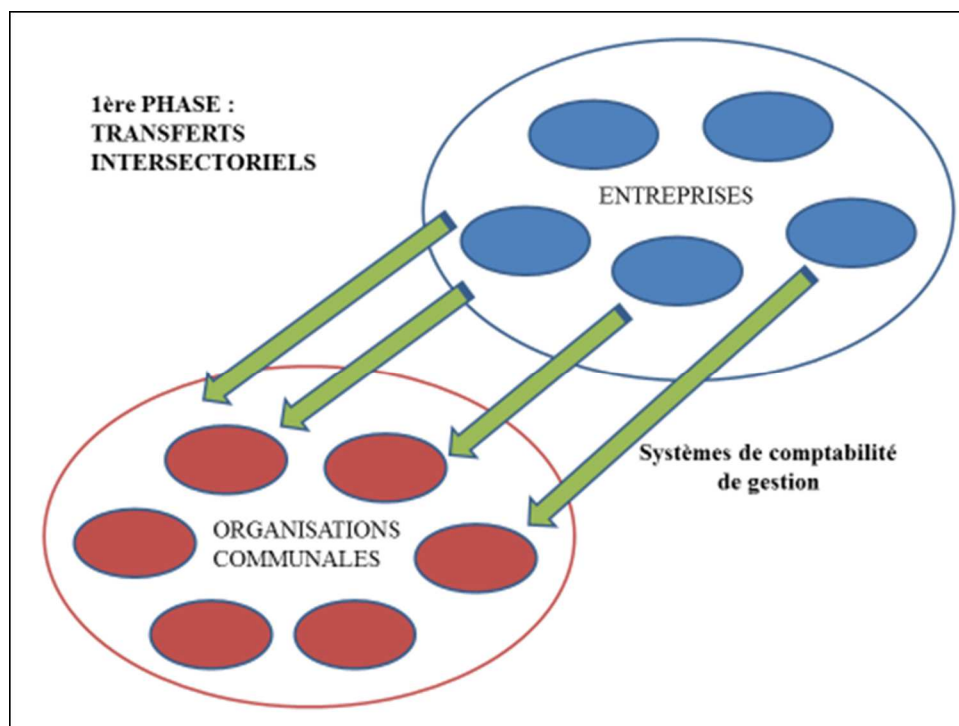 1ère PHASE :
TRANSFERTS
INTERSECTORIELS
ENTREPRISES
Systèmes de comptabilité
de gestion
ORGANISATIONS
COMMUNALES